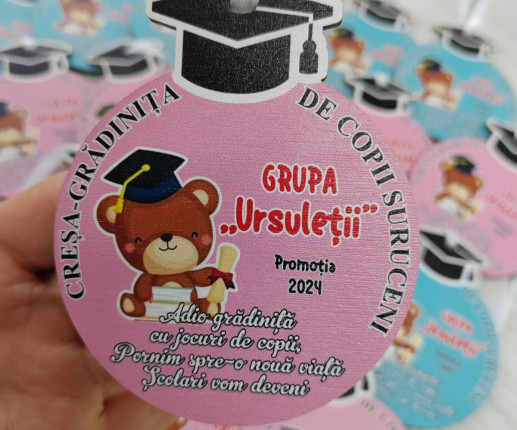 CREȘA-GRĂDINIȚA DE COPII SURUCENI
GRUPA
„Ursuleții”
Promoția
2024
Adio grădiniță
cu jocuri de copii,
Pornim spre-o nouă viață
Școlari vom deveni